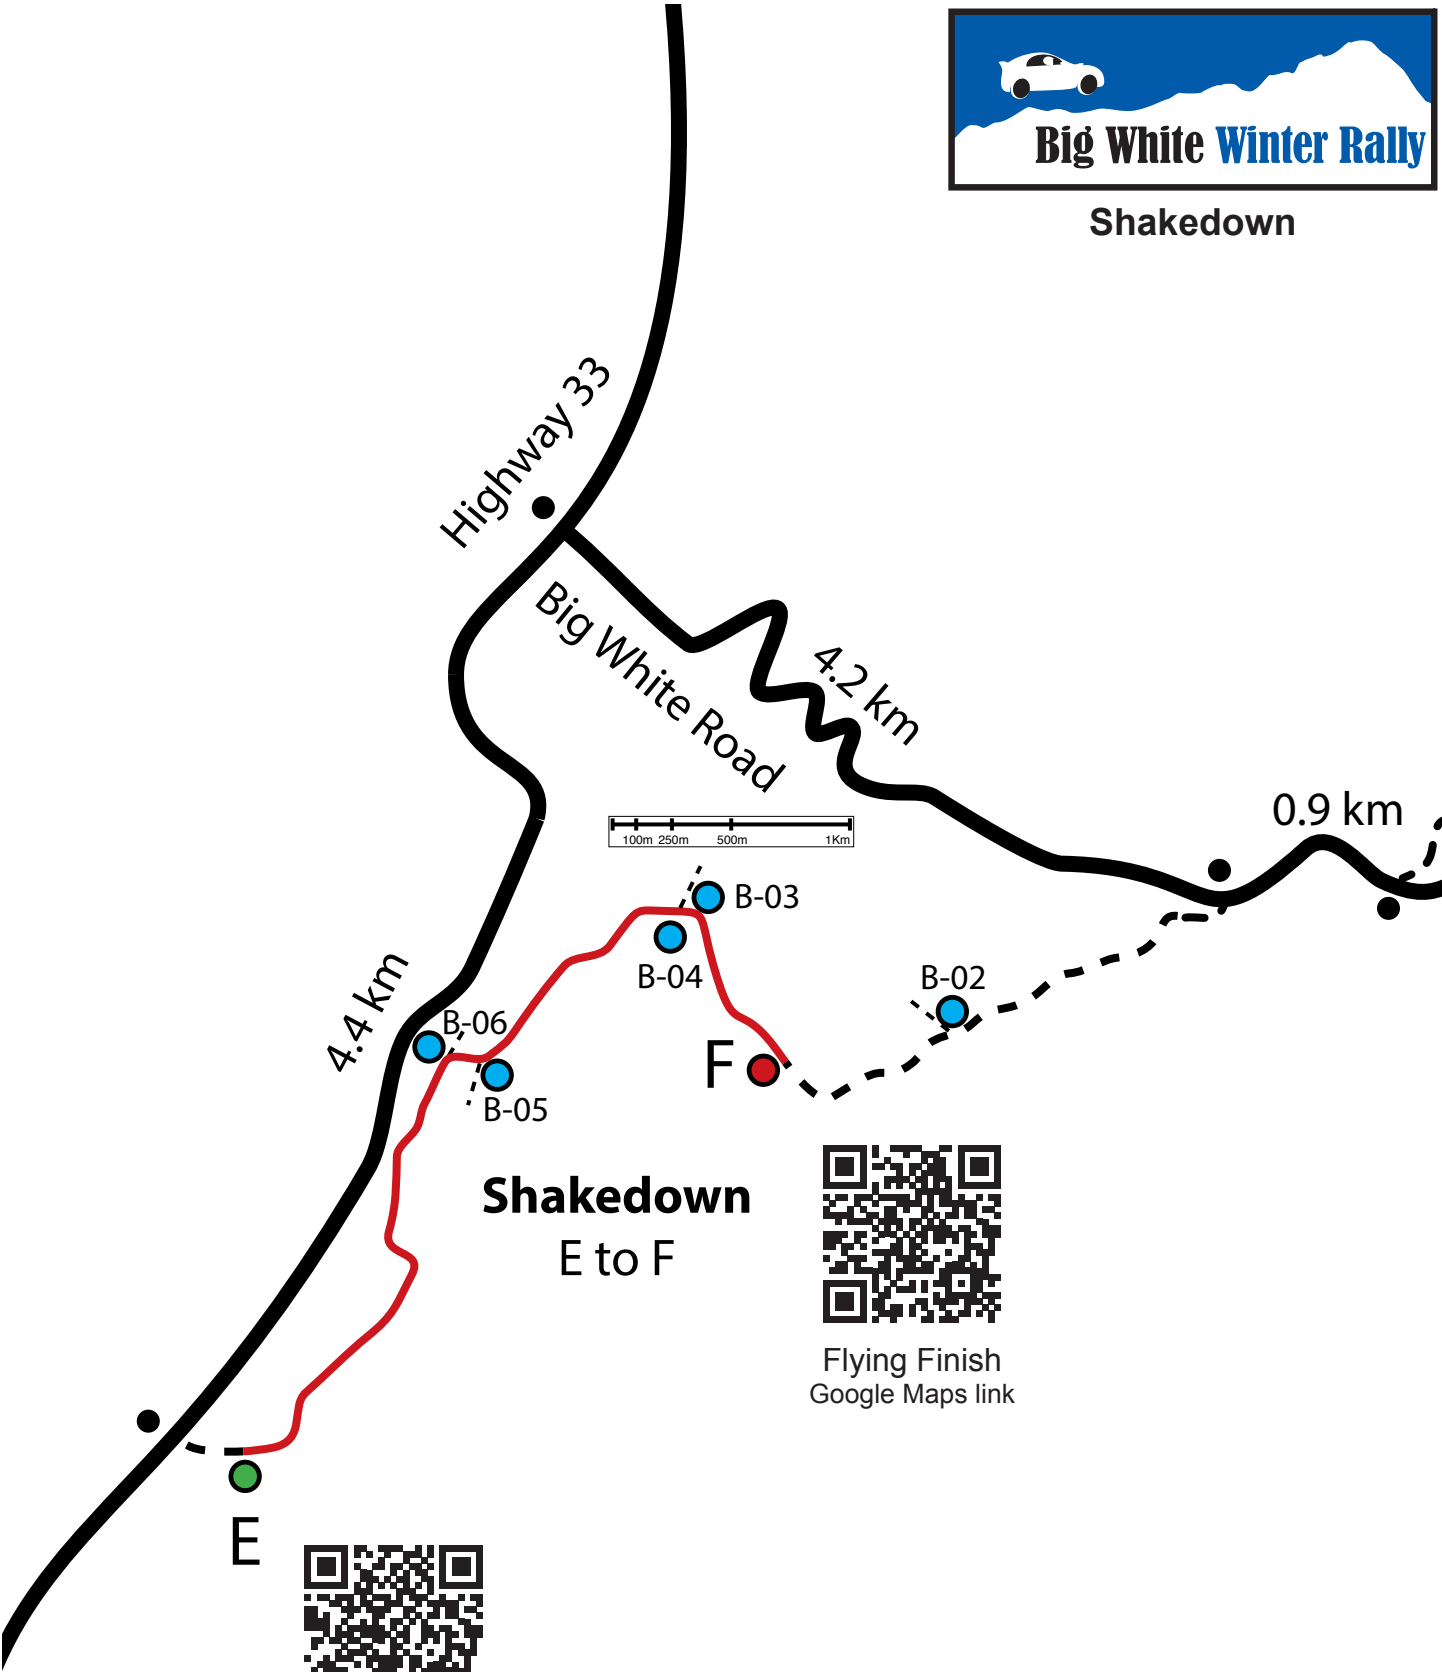 Big White Winter Rally
Shakedown
Highway 33
Big White Road
4.2 km
0.9 km
100m 250m 500m 1Km
B-03
B-04
B-02
4.4 km
B-06
B-05
F
Shakedown
E to F
Flying Finish
Google Maps link
E